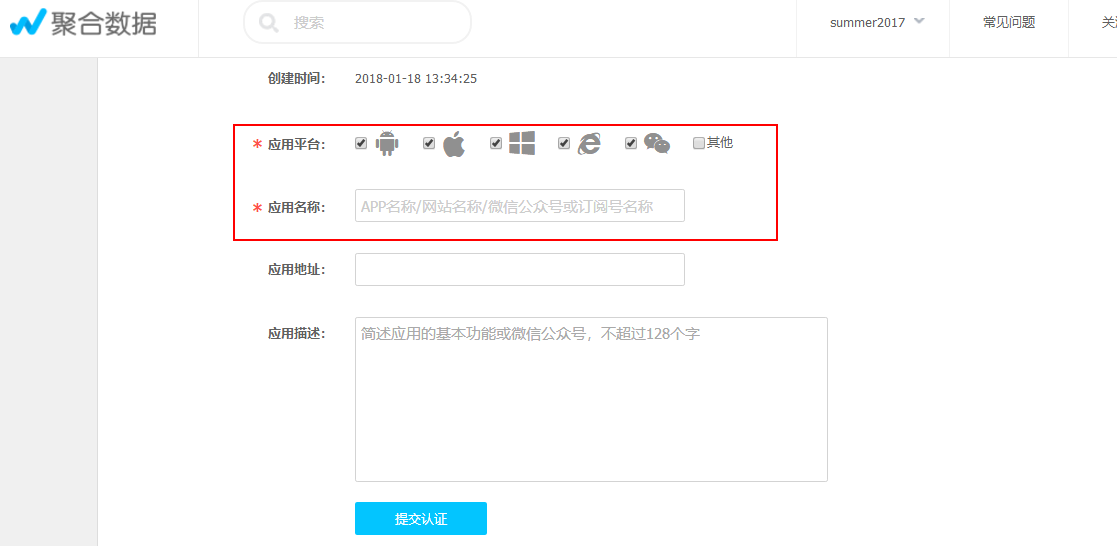 聚合数据
搜索
summer2017
常见问题
创建时间： 2018-01-18 13:34:25
* 应用平台： 其他
* 应用名称： APP名称/网站名称/微信公众号或订阅号名称
应用地址：
应用描述： 简述应用的基本功能或微信公众号，不超过128个字
提交认证